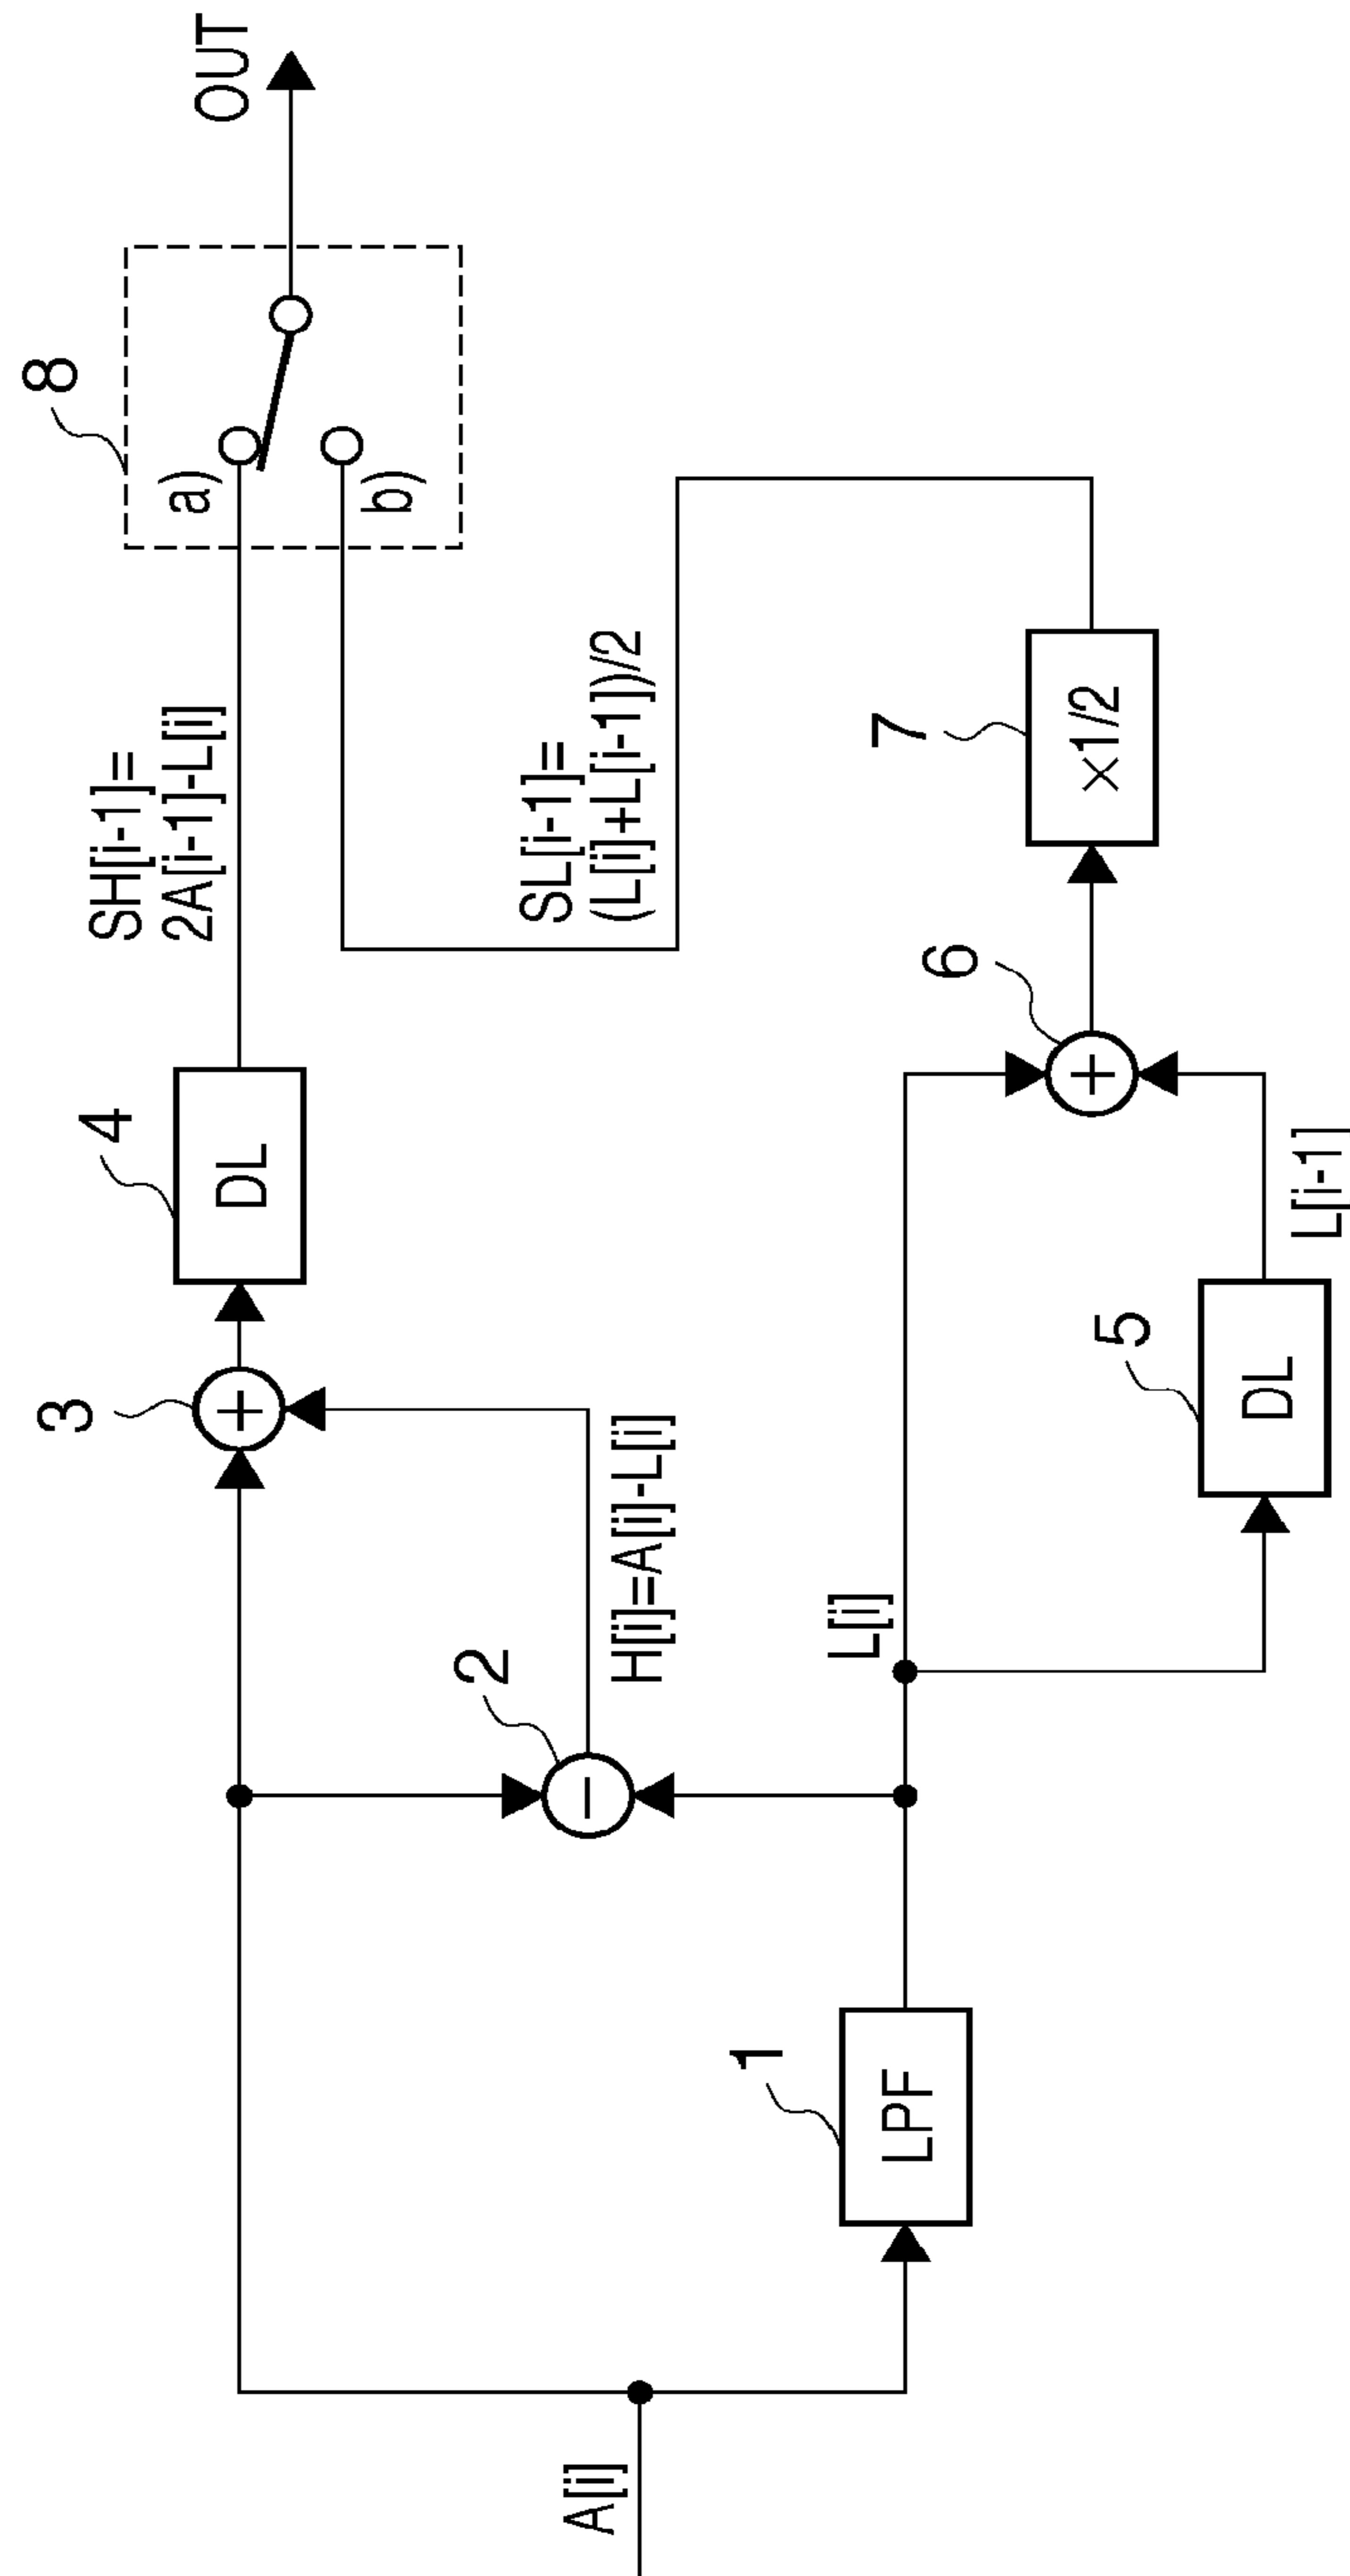 A[i]
1
LPF
2
H[i]=A[i]-L[i]
L[i]
3
4
DL
5
DL
L[i-1]
6
7
×1/2
SH[i-1]=
2A[i-1]-L[i]
SL[i-1]=
(L[i]+L[i-1])/2
8
a)
b)
OUT